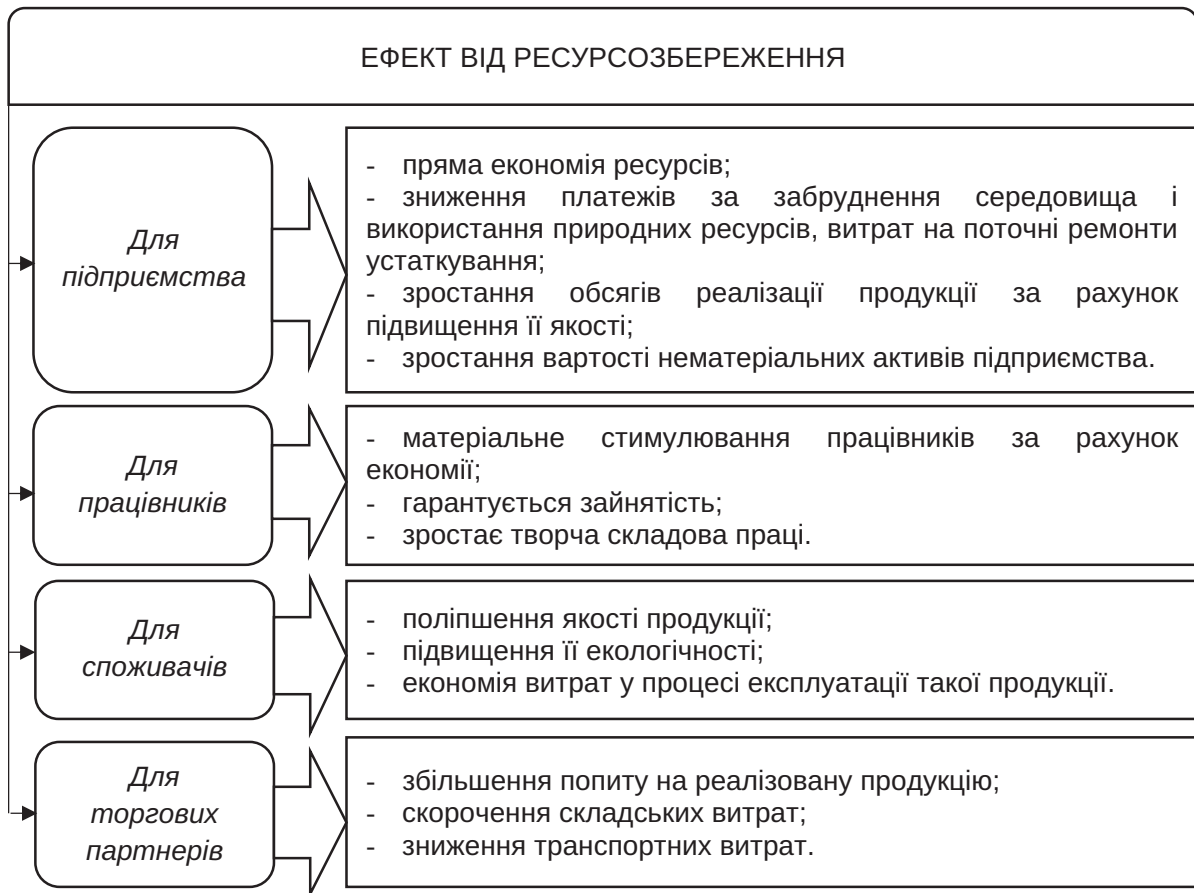 ЕФЕКТ ВІД РЕСУРСОЗБЕРЕЖЕННЯ
Для
підприємства
- пряма економія ресурсів;
- зниження платежів за забруднення середовища і
використання природних ресурсів, витрат на поточні ремонти
устаткування;
- зростання обсягів реалізації продукції за рахунок
підвищення її якості;
- зростання вартості нематеріальних активів підприємства.
Для
працівників
- матеріальне стимулювання працівників за рахунок
економії;
- гарантується зайнятість;
- зростає творча складова праці.
Для
споживачів
- поліпшення якості продукції;
- підвищення її екологічності;
- економія витрат у процесі експлуатації такої продукції.
Для
торгових
партнерів
- збільшення попиту на реалізовану продукцію;
- скорочення складських витрат;
- зниження транспортних витрат.